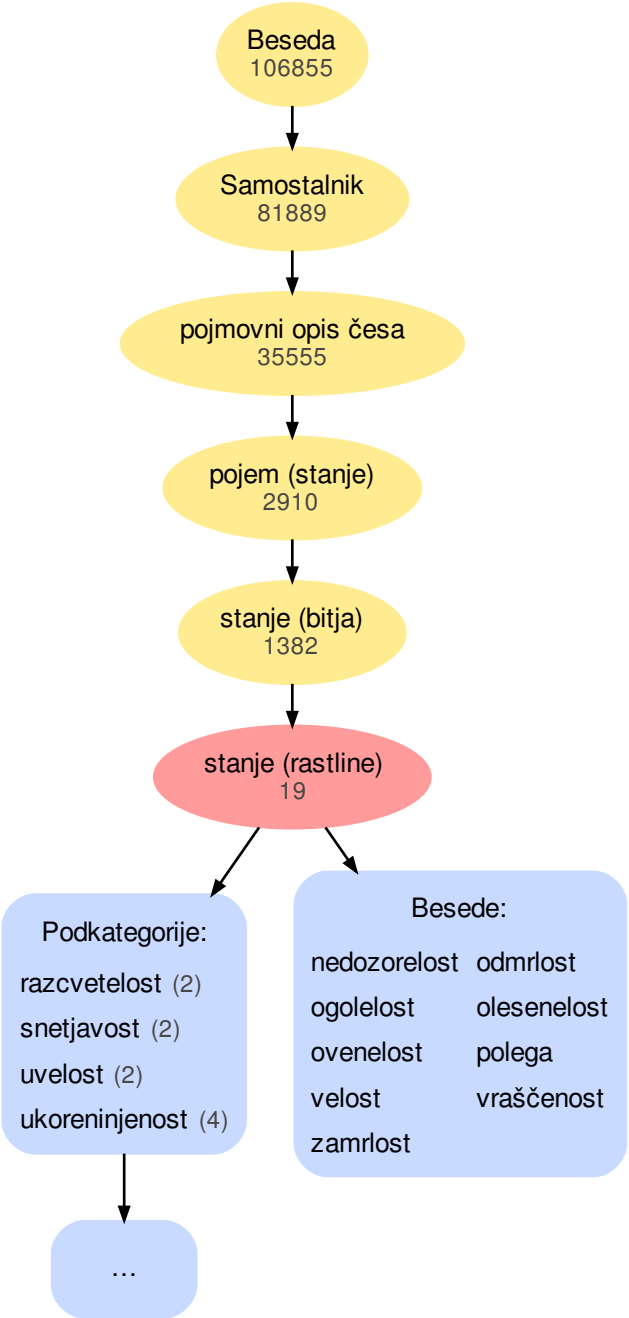 Beseda
106855
Samostalnik
81889
pojmovni opis česa
35555
pojem (stanje)
2910
stanje (bitja)
1382
stanje (rastline)
19
Podkategorije:
razcvetelost (2)
snetjavost (2)
uvelost (2)
ukoreninjenost (4)
…
Besede:
nedozorelost odmrlost
ogolelost olesenelost
ovenelost polega
velost vraščenost
zamrlost